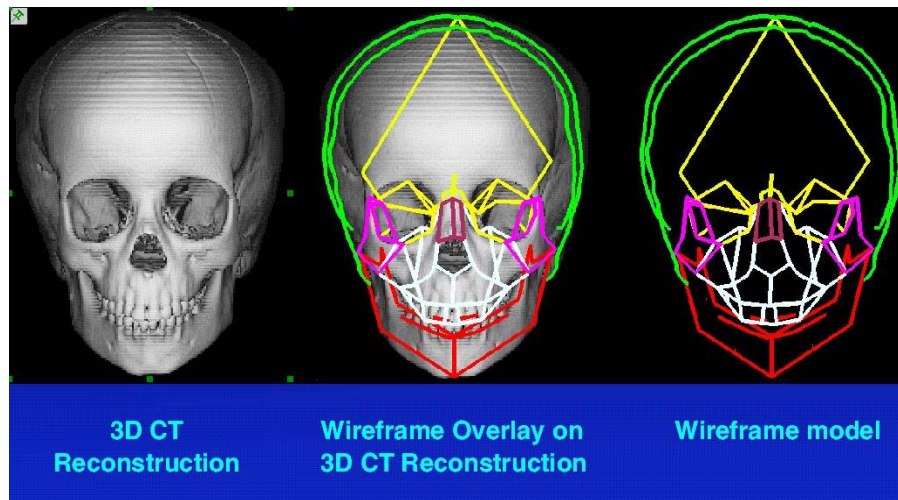 3D CT
Reconstruction
Wireframe Overlay on
3D CT Reconstruction
Wireframe model